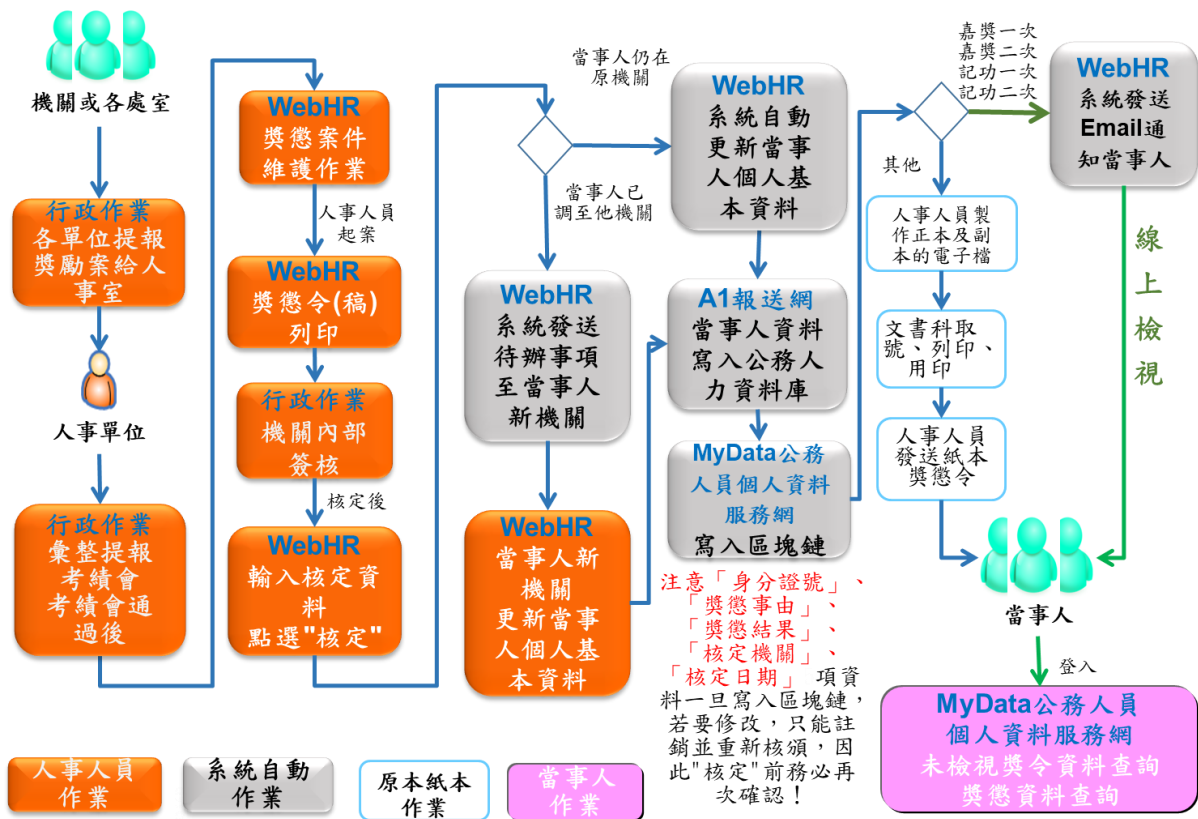 機關或各處室
行政作業
各單位提報
獎勵案給人
事室
人事單位
行政作業
彙整提報
考績會
考績會通
過後
WebHR
獎懲案件
維護作業
人事人員
起案
WebHR
獎懲令(稿)
列印
行政作業
機關內部
簽核
核定後
WebHR
輸入核定資
料
點選"核定"
當事人仍在
原機關
當事人已
調至他機關
WebHR
系統發送
待辦事項
至當事人
新機關
WebHR
當事人新
機關
更新當事
人個人基
本資料
WebHR
系統自動
更新當事
人個人基
本資料
A1報送網
當事人資料
寫入公務人
力資料庫
MyData公務
人員個人資料
服務網
寫入區塊鏈
注意「身分證號」、
「獎懲事由」、
「獎懲結果」、
「核定機關」、
「核定日期」 項資
料一旦寫入區塊鏈，
若要修改，只能註
銷並重新核頒，因
此"核定"前務必再
次確認！
嘉獎一次
嘉獎二次
記功一次
記功二次
其他
人事人員製
作正本及副
本的電子檔
文書科取
號、列印、
用印
人事人員
發送紙本
獎懲令
WebHR
系統發送
Email通
知當事人
線
上
檢
視
當事人
登入
MyData公務人員
個人資料服務網
未檢視獎令資料查詢
獎懲資料查詢
人事人員
作業
系統自動
作業
原本紙本
作業
當事人
作業